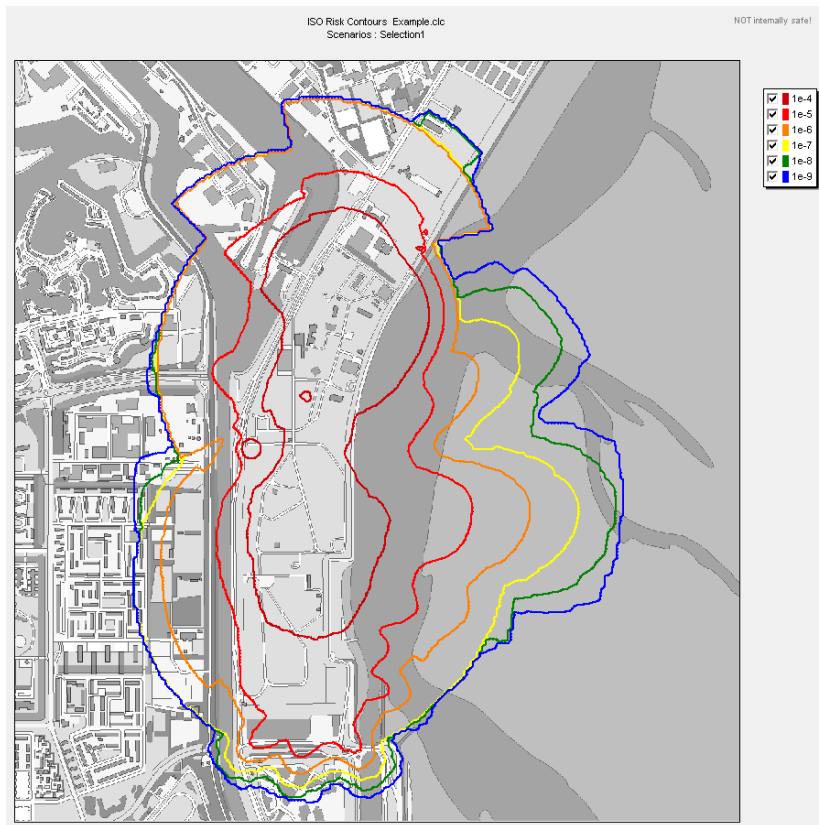 ISO Risk Contours Example.clc
NOT internally safe!
Scenarios : Selection1
1e-4
1e-5
1e-6
1e-7
1e-8
1e-9